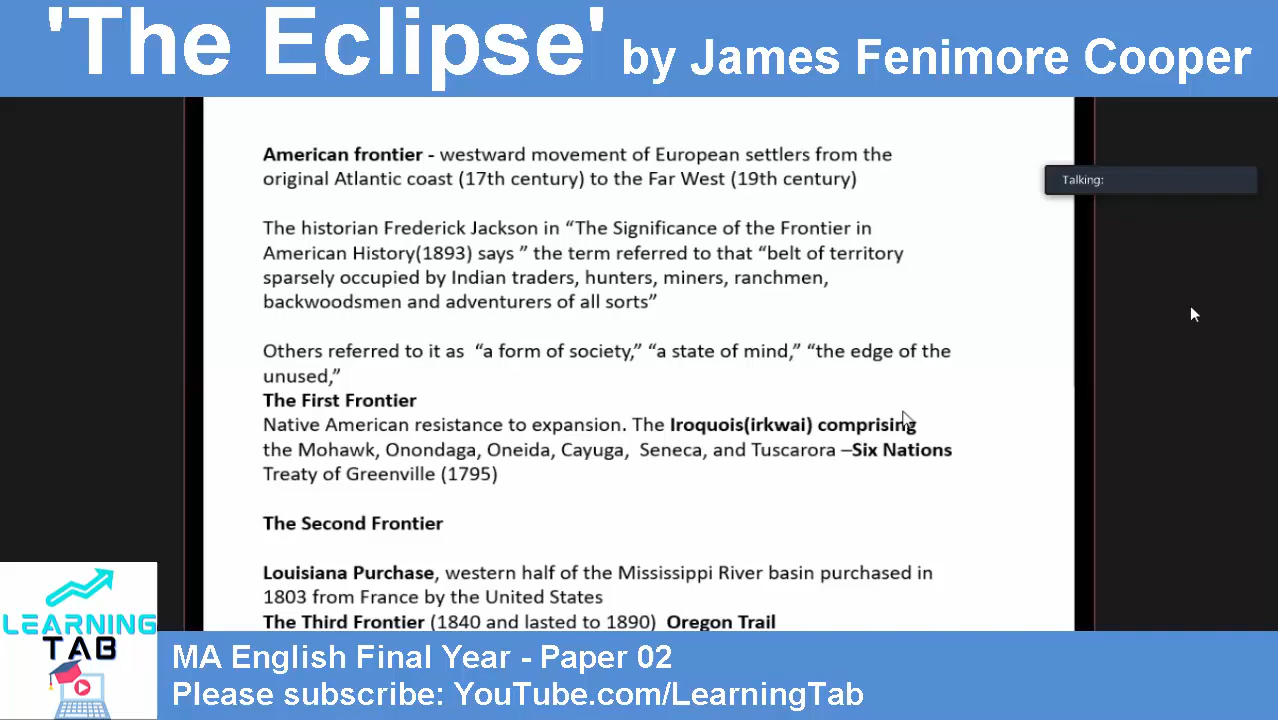 'The Eclipse' by James Fenimore Cooper
American frontier - westward movement of European settlers from the
original Atlantic coast (17th century) to the Far West (19th century)
Talking:
The historian Frederick Jackson in “The Significance of the Frontier in
American History(1893) says ” the term referred to that “belt of territory
sparsely occupied by Indian traders, hunters, miners, ranchmen,
backwoodsmen and adventurers of all sorts”
Others referred to it as “a form of society,” “a state of mind,” “the edge of the
unused,”
The First Frontier
Native American resistance to expansion. The Iroquois(irkwai) comprising
the Mohawk, Onondaga, Oneida, Cayuga, Seneca, and Tuscarora –Six Nations
Treaty of Greenville (1795)
The Second Frontier
Louisiana Purchase, western half of the Mississippi River basin purchased in
1803 from France by the United States
The Third Frontier (1840 and lasted to 1890) Oregon Trail
LEARNING
TAB
MA English Final Year - Paper 02
Please subscribe: YouTube.com/LearningTab